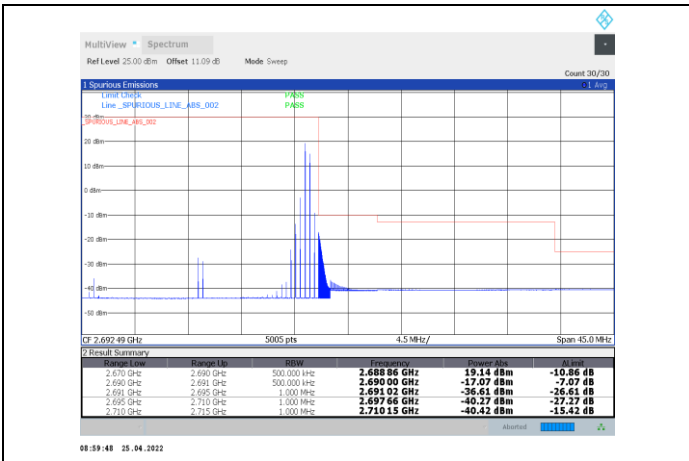 MultiView Spectrum
Ref Level 25.00 dBm Offset 11.09 dB Mode Sweep
Count 30/30
1 Spurious Emissions 1 Avg
Limit Check PASS
Line _SPURIOUS_LINE_ABS_002 PASS
30 dBm
_SPURIOUS_LINE_ABS_002
20 dBm
10 dBm
0 dBm
-10 dBm
-20 dBm
-30 dBm
-40 dBm
-50 dBm
CF 2.692 49 GHz 5005 pts 4.5 MHz/ Span 45.0 MHz
2 Result Summary
Range Low Range Up RBW Frequency Power Abs ΔLimit
2.670 GHz 2.690 GHz 500.000 kHz 2.688 86 GHz 19.14 dBm -10.86 dB
2.690 GHz 2.691 GHz 500.000 kHz 2.690 00 GHz -17.07 dBm -7.07 dB
2.691 GHz 2.695 GHz 1.000 MHz 2.691 02 GHz -36.61 dBm -26.61 dB
2.695 GHz 2.710 GHz 1.000 MHz 2.697 66 GHz -40.27 dBm -27.27 dB
2.710 GHz 2.715 GHz 1.000 MHz 2.710 15 GHz -40.42 dBm -15.42 dB
Aborted
08:59:48 25.04.2022